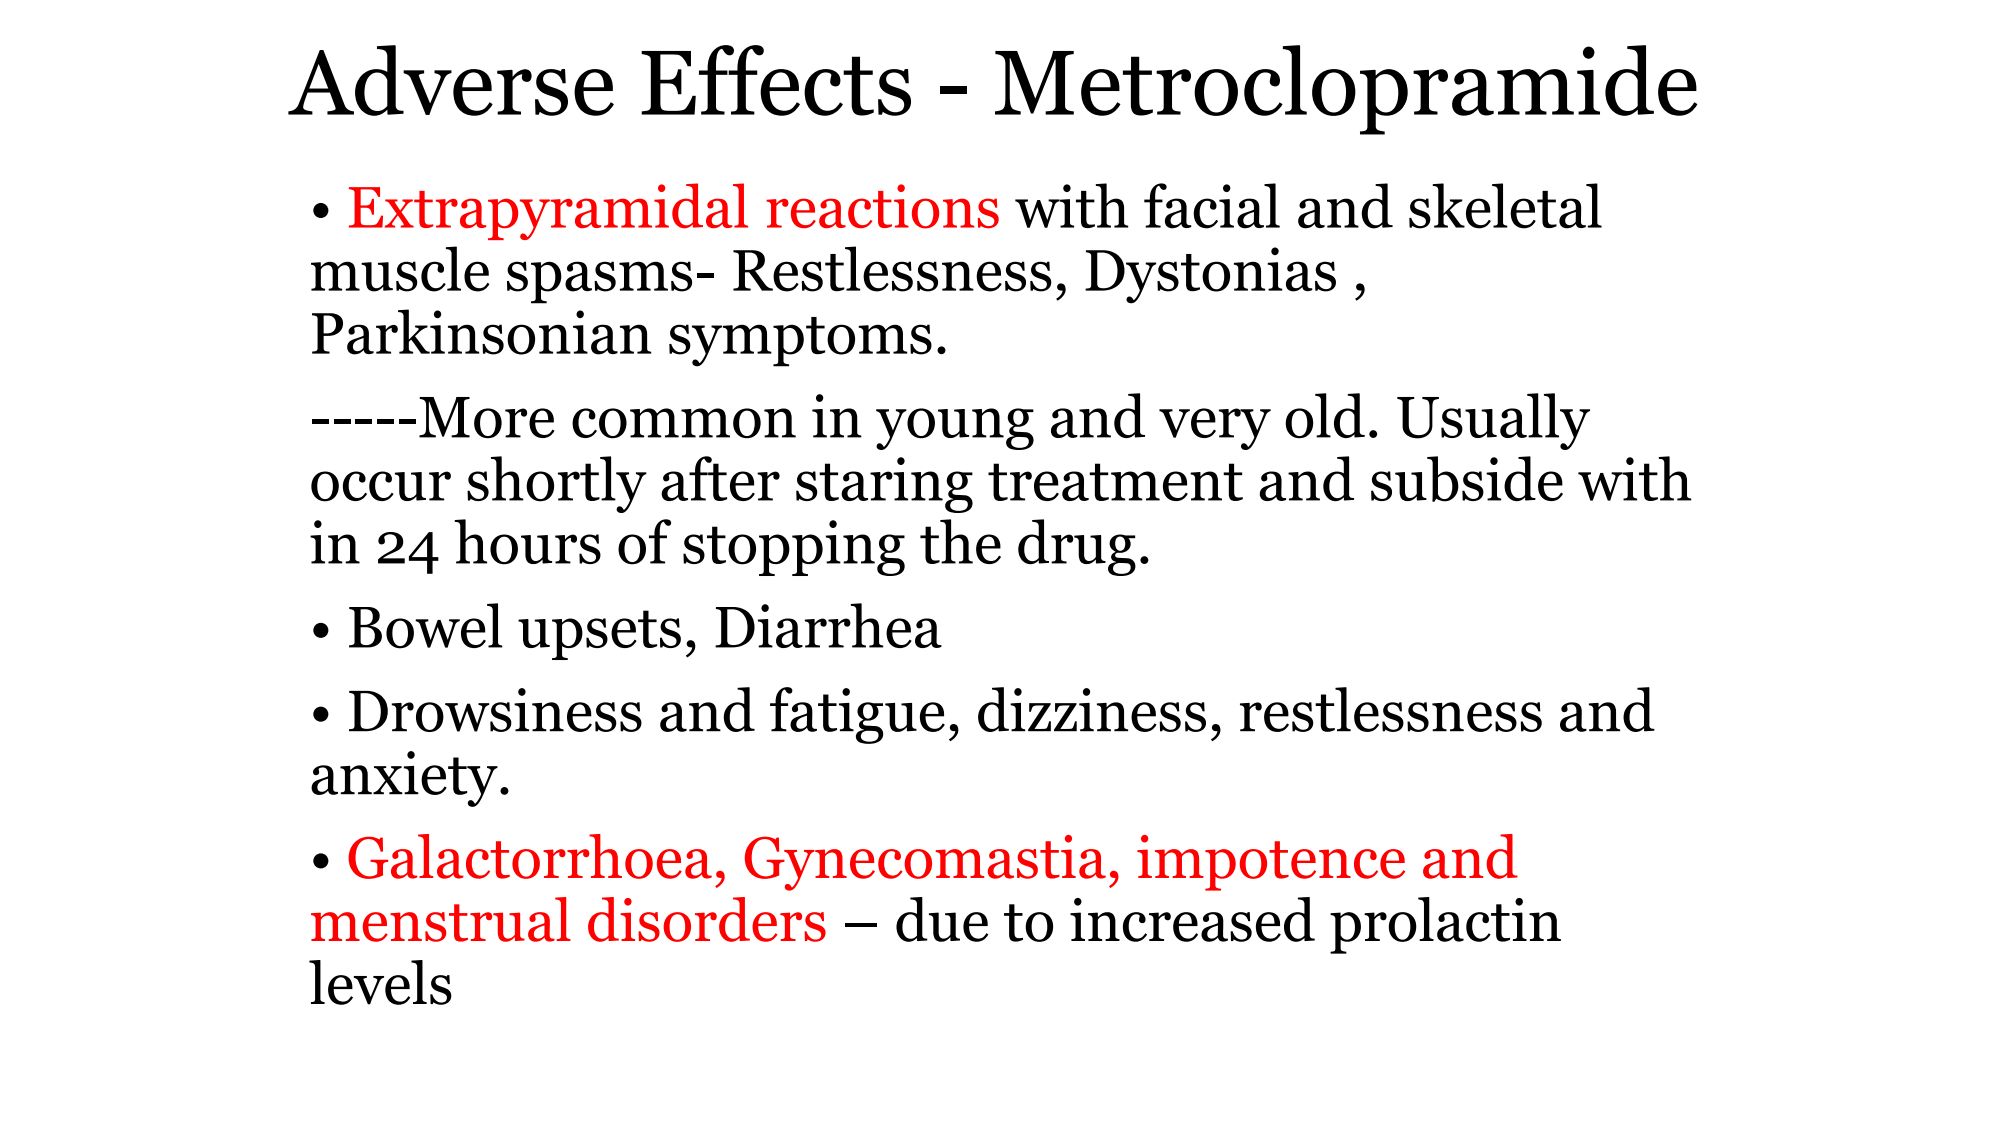 Adverse Effects - Metroclopramide
• Extrapyramidal reactions with facial and skeletal
muscle spasms- Restlessness, Dystonias ,
Parkinsonian symptoms.
-----More common in young and very old. Usually
occur shortly after staring treatment and subside with
in 24 hours of stopping the drug.
• Bowel upsets, Diarrhea
• Drowsiness and fatigue, dizziness, restlessness and
anxiety.
• Galactorrhoea, Gynecomastia, impotence and
menstrual disorders – due to increased prolactin
levels